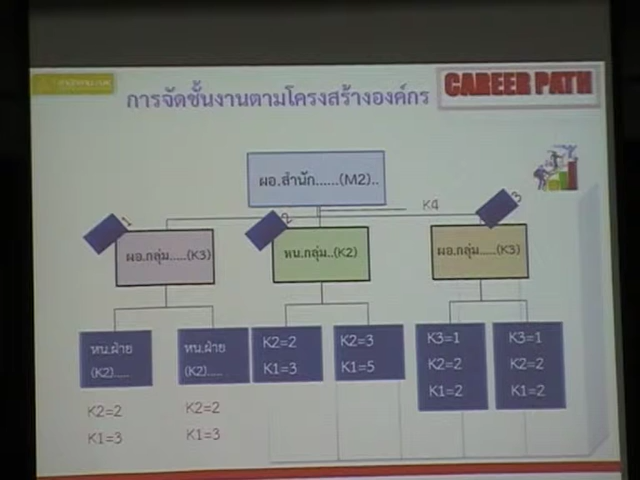 การจัดชั้นงานตามโครงสร้างองค์กร
CAREER PATH
ผอ.สำนัก......(M2)..
K4
1
2
3
ผอ.กลุ่ม.....(K3)
หน.กลุ่ม..(K2)
ผอ.กลุ่ม.....(K3)
หน.ฝ่าย
(K2).....
หน.ฝ่าย
(K2).....
K2=2
K1=3
K2=3
K1=5
K3=1
K2=2
K1=2
K3=1
K2=2
K1=2
K2=2
K1=3
K2=2
K1=3